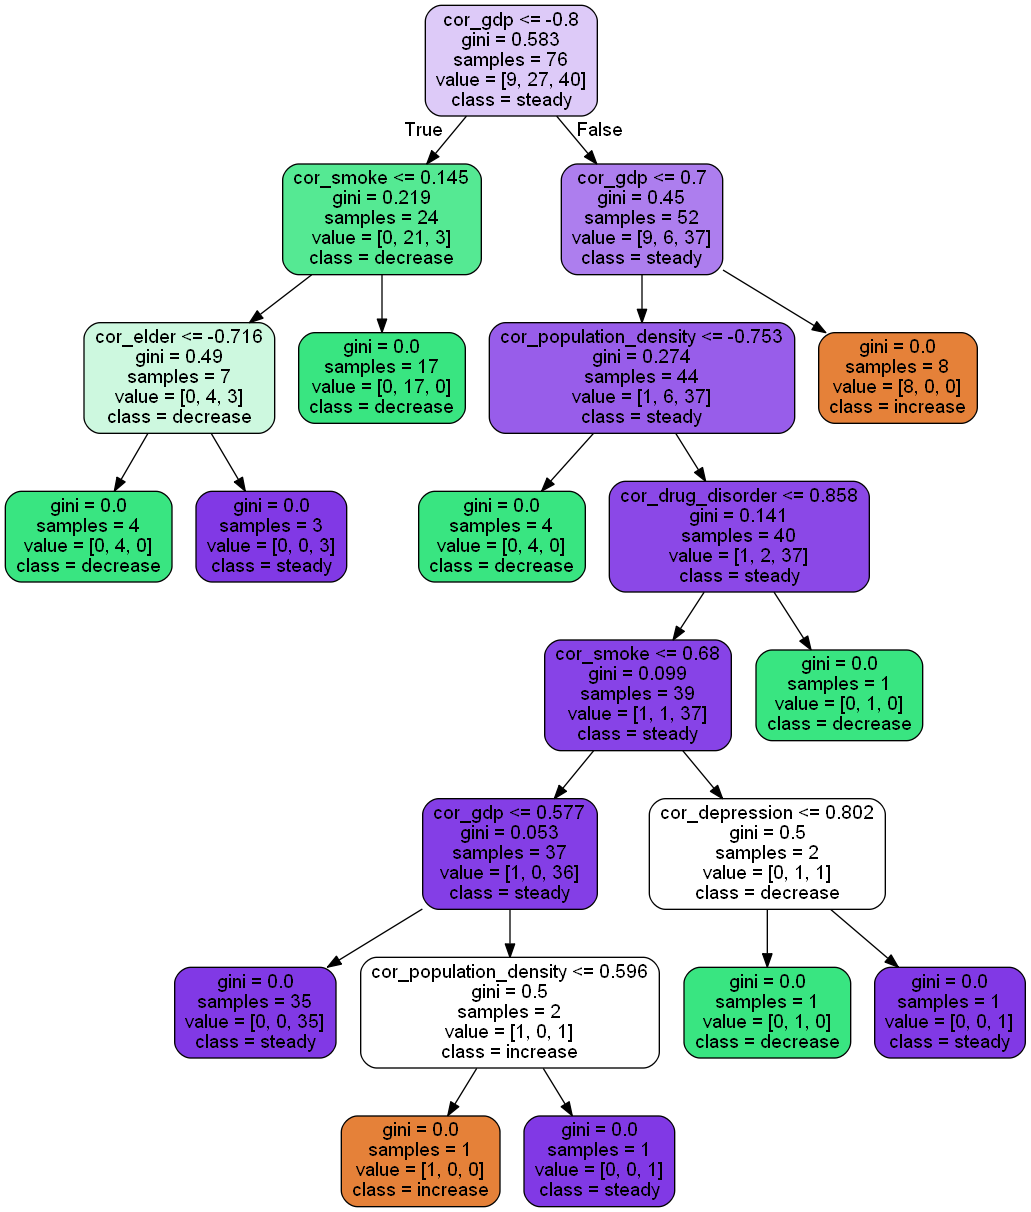 cor_gdp <= -0.8
gini = 0.583
samples = 76
value = [9, 27, 40]
class = steady
True
False
cor_smoke <= 0.145
gini = 0.219
samples = 24
value = [0, 21, 3]
class = decrease
cor_gdp <= 0.7
gini = 0.45
samples = 52
value = [9, 6, 37]
class = steady
cor_elder <= -0.716
gini = 0.49
samples = 7
value = [0, 4, 3]
class = decrease
gini = 0.0
samples = 17
value = [0, 17, 0]
class = decrease
cor_population_density <= -0.753
gini = 0.274
samples = 44
value = [1, 6, 37]
class = steady
gini = 0.0
samples = 8
value = [8, 0, 0]
class = increase
gini = 0.0
samples = 4
value = [0, 4, 0]
class = decrease
gini = 0.0
samples = 3
value = [0, 0, 3]
class = steady
gini = 0.0
samples = 4
value = [0, 4, 0]
class = decrease
cor_drug_disorder <= 0.858
gini = 0.141
samples = 40
value = [1, 2, 37]
class = steady
cor_smoke <= 0.68
gini = 0.099
samples = 39
value = [1, 1, 37]
class = steady
gini = 0.0
samples = 1
value = [0, 1, 0]
class = decrease
cor_gdp <= 0.577
gini = 0.053
samples = 37
value = [1, 0, 36]
class = steady
cor_depression <= 0.802
gini = 0.5
samples = 2
value = [0, 1, 1]
class = decrease
gini = 0.0
samples = 35
value = [0, 0, 35]
class = steady
cor_population_density <= 0.596
gini = 0.5
samples = 2
value = [1, 0, 1]
class = increase
gini = 0.0
samples = 1
value = [0, 1, 0]
class = decrease
gini = 0.0
samples = 1
value = [0, 0, 1]
class = steady
gini = 0.0
samples = 1
value = [1, 0, 0]
class = increase
gini = 0.0
samples = 1
value = [0, 0, 1]
class = steady